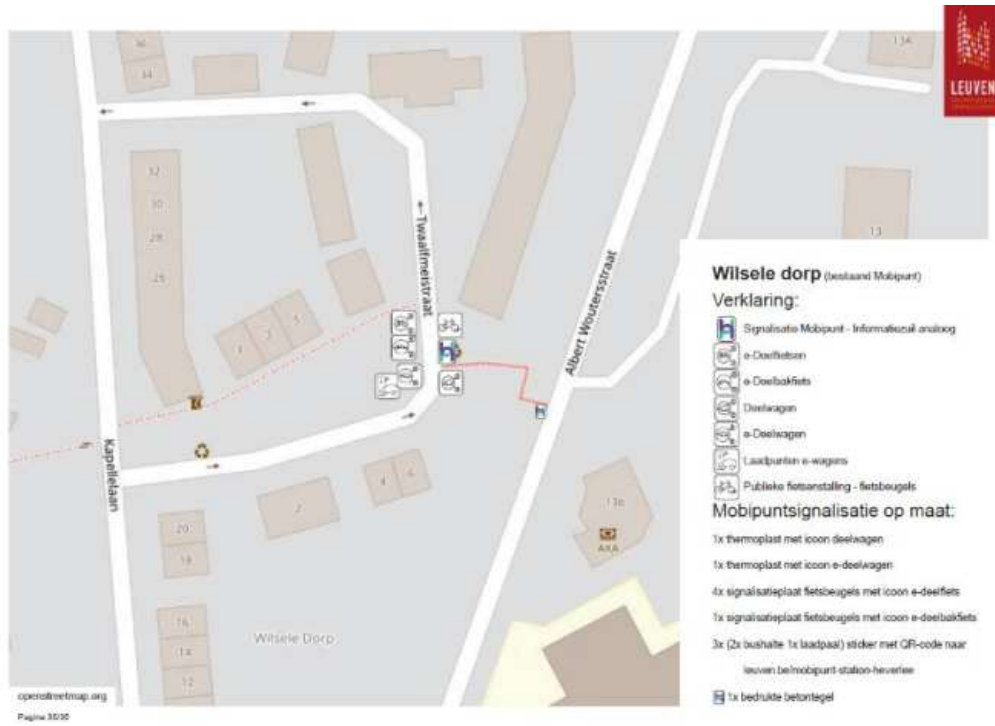 LEUVEN
36
34
13A
32
30
28
26
13
Twaalfmeistraat
Albert Woutersstraat
Kapellelaan
Wilsele dorp (bestaand Mobipunt)
Verklaring:
Signalisatie Mobipunt - Informatiezuil analoog
e-Deelfietsen
e-Deelbakfiets
Deelwagen
e-Deelwagen
Laadpunten e-wagens
Publieke fietsenstalling - fietsbeugels
Mobipuntsignalisatie op maat:
1x thermoplast met icoon deelwagen
1x thermoplast met icoon e-deelwagen
4x signalisatieplaat fietsbeugels met icoon e-deelfiets
1x signalisatieplaat fietsbeugels met icoon e-deelbakfiets
3x (2x bushalte 1x laadpaal) sticker met QR-code naar
leuven.be/mobipunt-station-heverlee
1x bedrukte betontegel
1
3
5
4
2
AXA
20
18
16
14
12
Wilsele Dorp
openstreetmap.org
Pagina 30/30